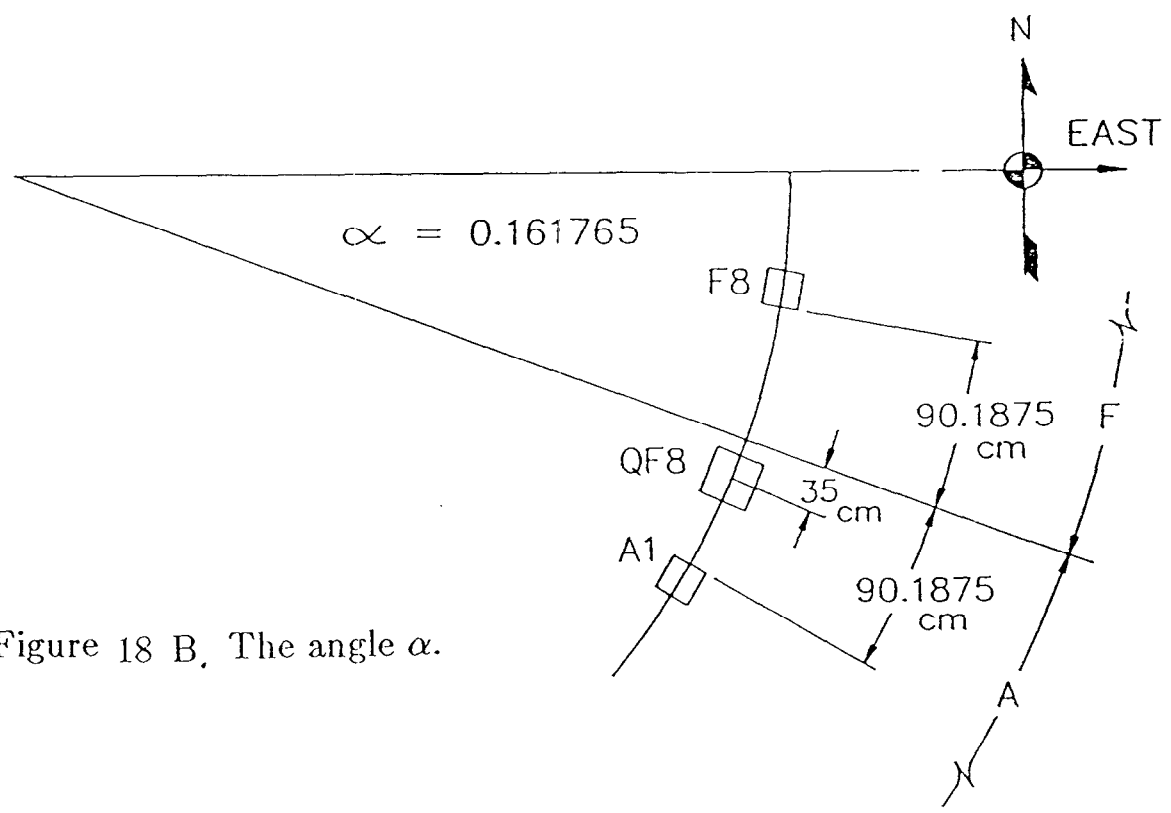 N
EAST
∝ = 0.161765
F8
90.1875
cm
F
QF8
35
cm
A1
90.1875
cm
A
Figure 18 B. The angle α.